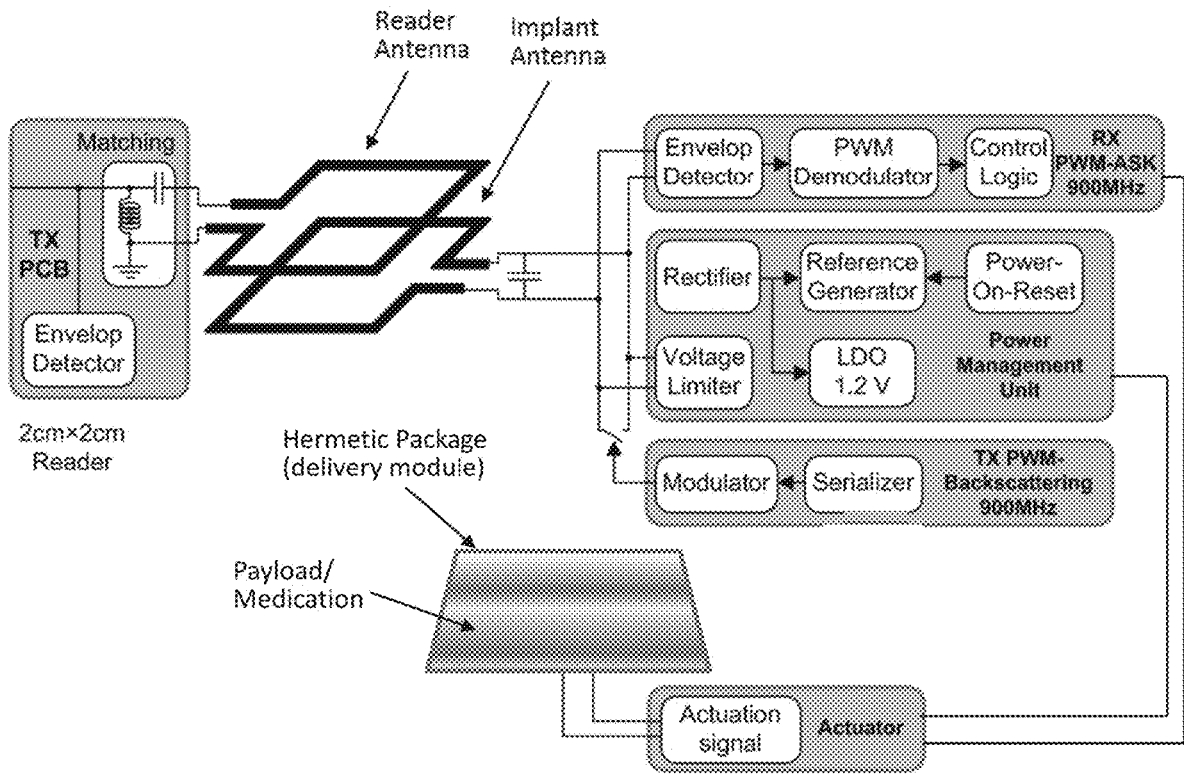 Reader
Antenna
Implant
Antenna
Matching
TX
PCB
Envelop
Detector
2cm×2cm
Reader
Envelop
Detector
PWM
Demodulator
Control
Logic
RX
PWM-ASK
900MHz
Rectifier
Reference
Generator
Power-
On-Reset
Voltage
Limiter
LDO
1.2 V
Power
Management
Unit
Modulator
Serializer
TX PWM-
Backscattering
900MHz
Hermetic Package
(delivery module)
Payload/
Medication
Actuation
signal
Actuator